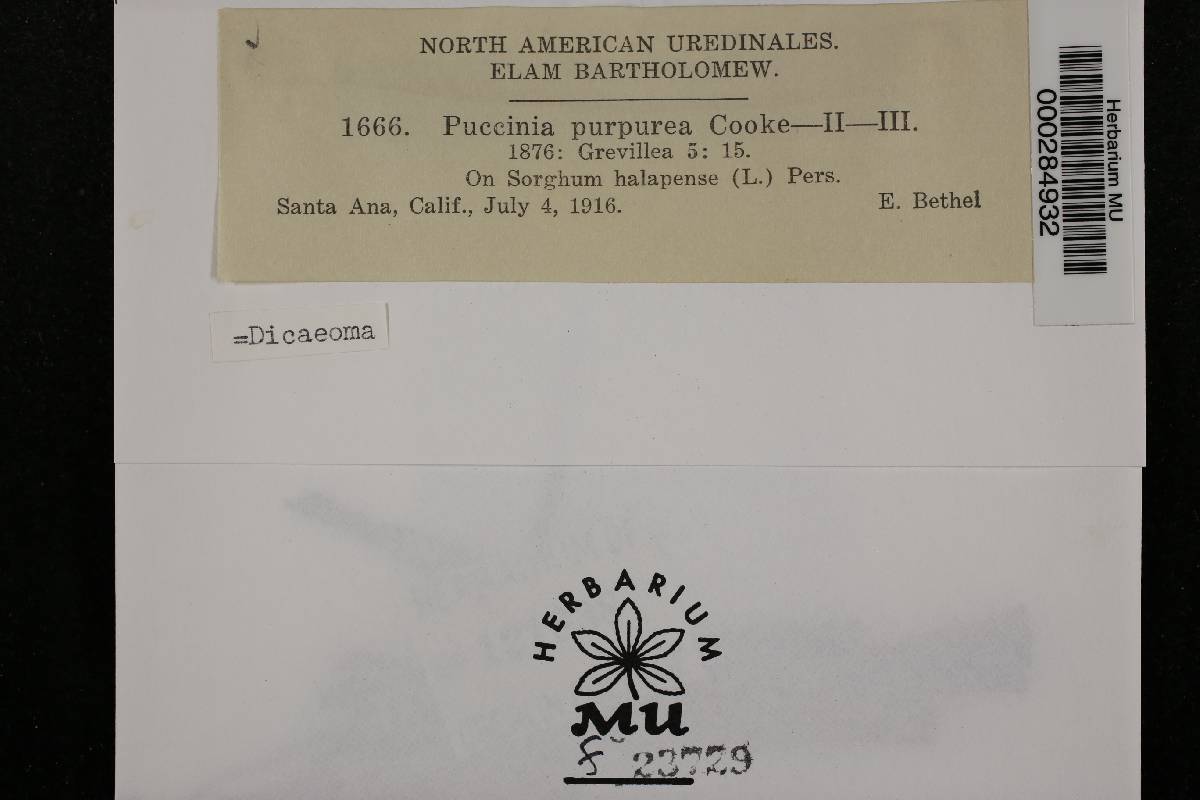 NORTH AMERICAN UREDINALES.
ELAM BARTHOLOMEW.
1666. Puccinia purpurea Cooke—II—III.
1876: Grevillea 5: 15.
On Sorghum halapense (L.) Pers.
Santa Ana, Calif., July 4, 1916. E. Bethel
Herbarium MU
000284932
=Dicaeoma
HERBARIUM
MU
f 23729